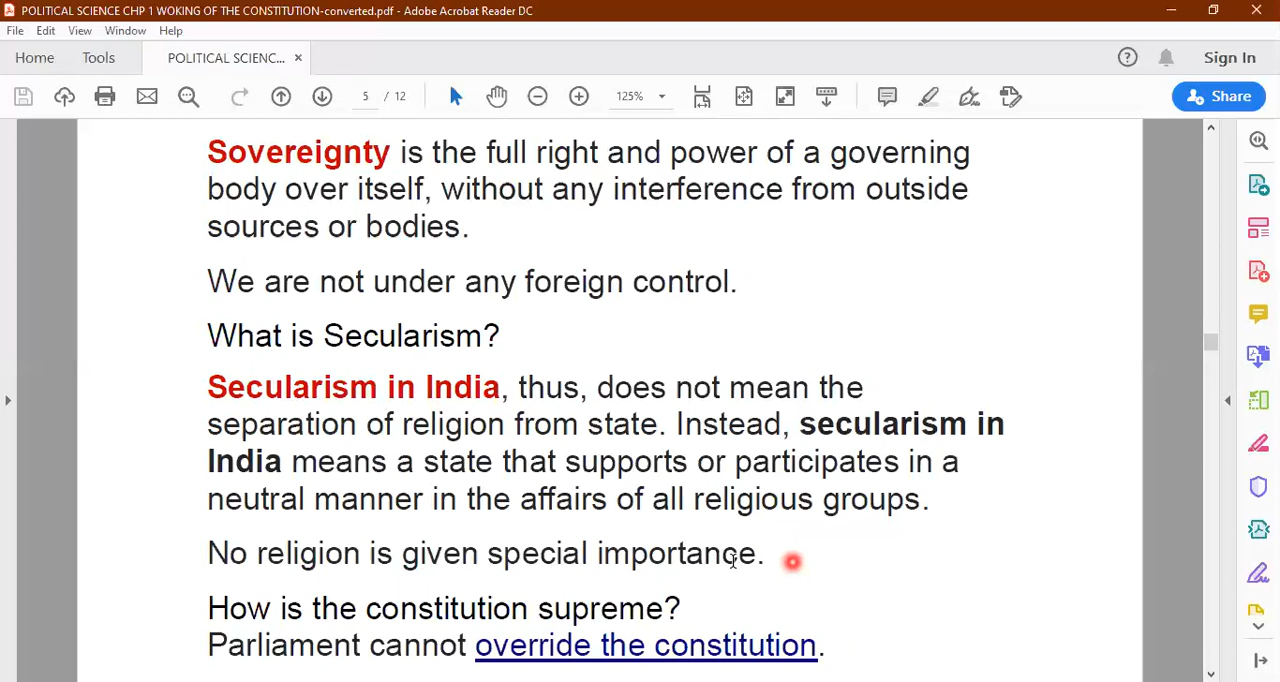 POLITICAL SCIENCE CHP 1 WOKING OF THE CONSTITUTION-converted.pdf - Adobe Acrobat Reader DC
File Edit View Window Help
Home Tools POLITICAL SCIENC... × Sign In
5 / 12 125% Share
Sovereignty is the full right and power of a governing
body over itself, without any interference from outside
sources or bodies.
We are not under any foreign control.
What is Secularism?
Secularism in India, thus, does not mean the
separation of religion from state. Instead, secularism in
India means a state that supports or participates in a
neutral manner in the affairs of all religious groups.
No religion is given special importance.
How is the constitution supreme?
Parliament cannot override the constitution.